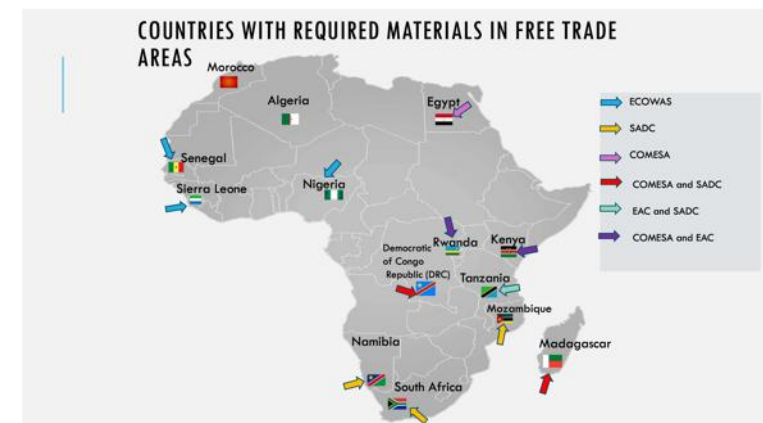 COUNTRIES WITH REQUIRED MATERIALS IN FREE TRADE
AREAS
Morocco
Algeria
Egypt
ECOWAS
SADC
COMESA
COMESA and SADC
EAC and SADC
COMESA and EAC
Senegal
Sierra Leone
Nigeria
Rwanda
Kenya
Democratic
of Congo
Republic (DRC)
Tanzania
Mozambique
Namibia
Madagascar
South Africa